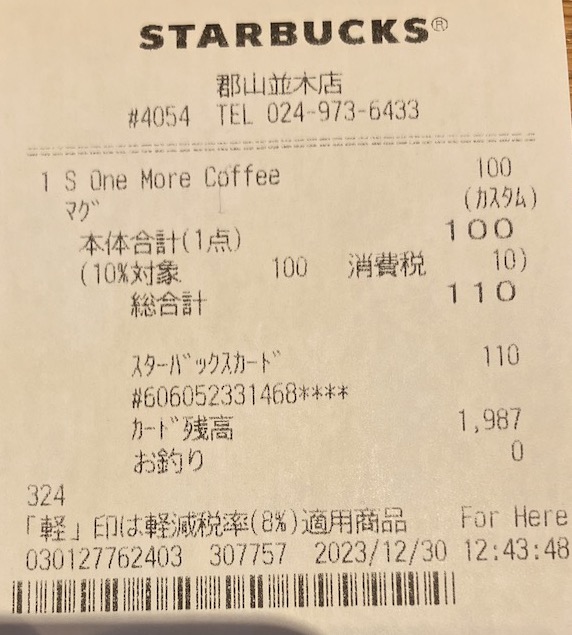 STARBUCKS®
郡山並木店
#4054 TEL 024-973-6433
1 S One More Coffee 100
ﾏｸﾞ (ｶｽﾀﾑ)
本体合計(1点) 100
(10%対象 100 消費税 10)
総合計 110
ｽﾀｰﾊﾞｯｸｽｶｰﾄﾞ 110
#606052331468****
ｶｰﾄﾞ残高 1,987
お釣り 0
324
「軽」印は軽減税率(8%)適用商品 For Here
030127762403 307757 2023/12/30 12:43:48